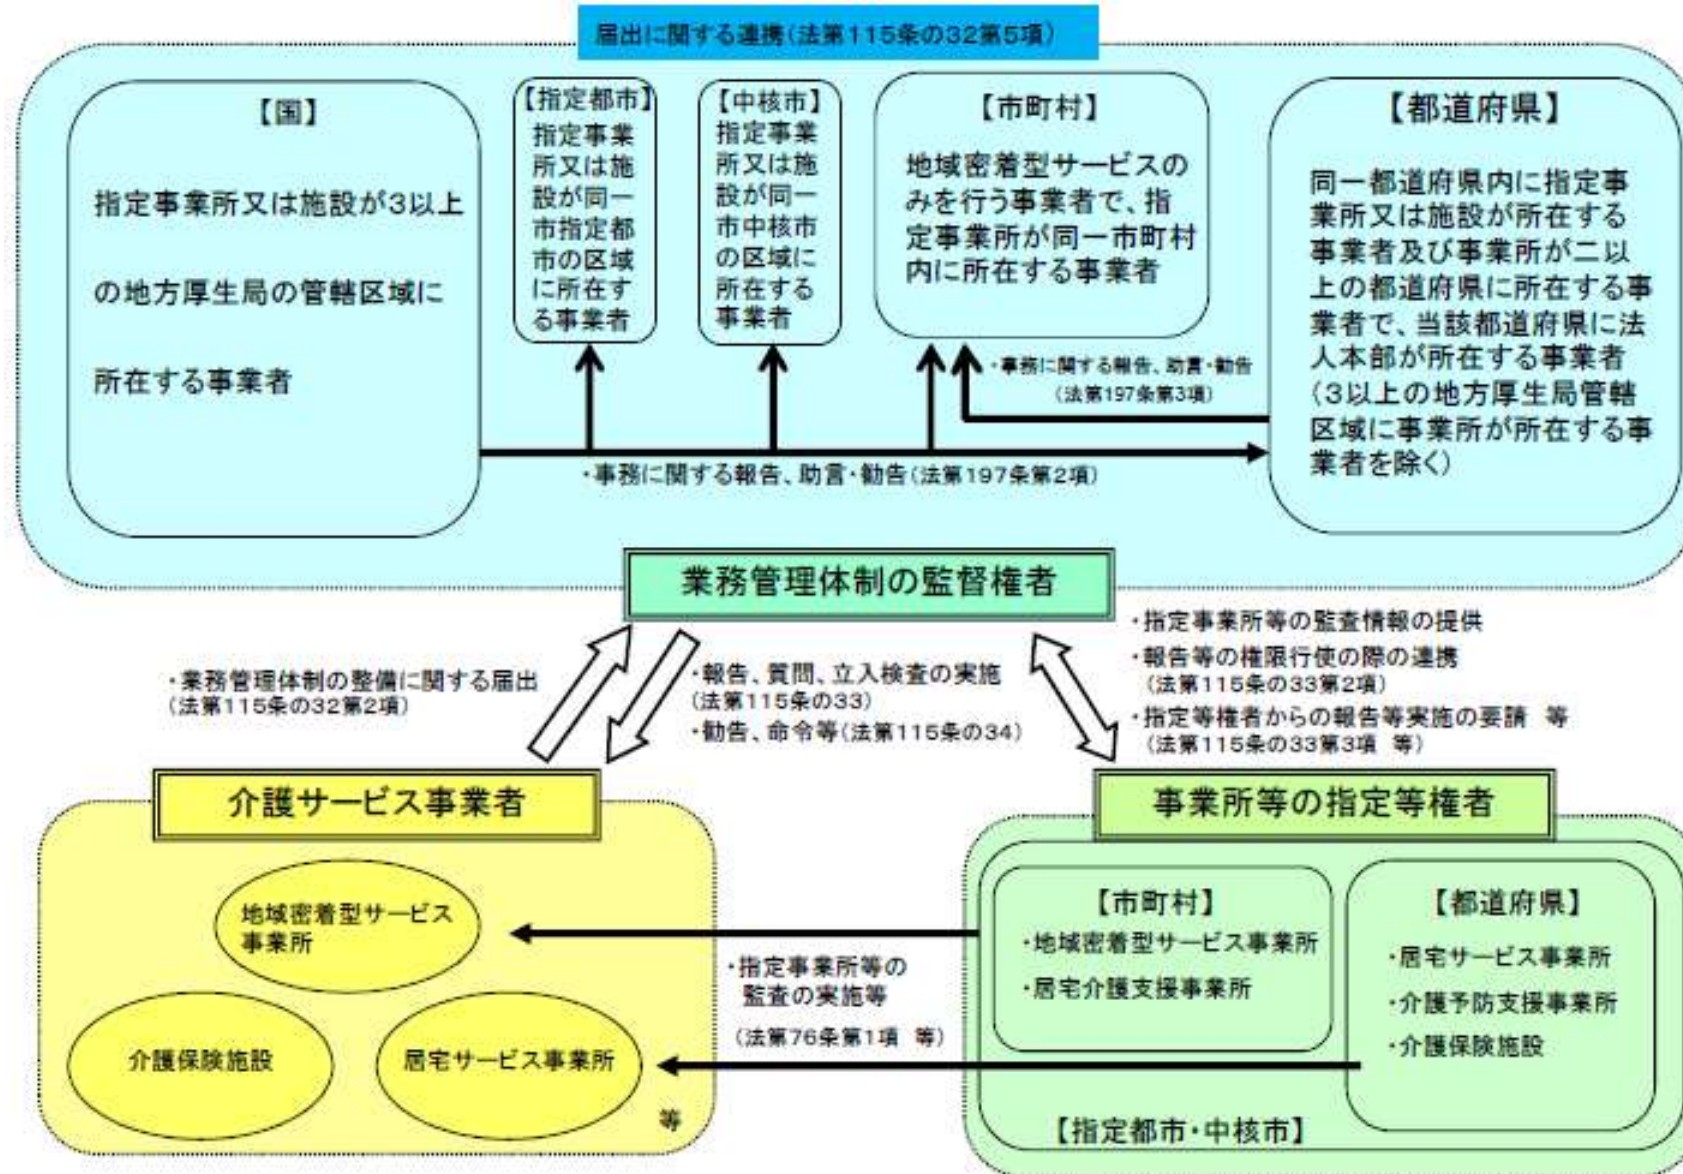 届出に関する連携(法第115条の32第5項)
【国】
指定事業所又は施設が3以上
の地方厚生局の管轄区域に
所在する事業者
【指定都市】
指定事業
所又は施
設が同一
市指定都
市の区域
に所在す
る事業者
【中核市】
指定事業
所又は施
設が同一
市中核市
の区域に
所在する
事業者
【市町村】
地域密着型サービスの
みを行う事業者で、指
定事業所が同一市町村
内に所在する事業者
【都道府県】
同一都道府県内に指定事
業所又は施設が所在する
事業者及び事業所が二以
上の都道府県に所在する事
業者で、当該都道府県に法
人本部が所在する事業者
(3以上の地方厚生局管轄
区域に事業所が所在する事
業者を除く)
・事務に関する報告、助言・勧告
(法第197条第3項)
・事務に関する報告、助言・勧告(法第197条第2項)
業務管理体制の監督権者
・業務管理体制の整備に関する届出
(法第115条の32第2項)
・報告、質問、立入検査の実施
(法第115条の33)
・勧告、命令等(法第115条の34)
・指定事業所等の監査情報の提供
・報告等の権限行使の際の連携
(法第115条の33第2項)
・指定等権者からの報告等実施の要請 等
(法第115条の33第3項 等)
介護サービス事業者
地域密着型サービス
事業所
介護保険施設
居宅サービス事業所
等
・指定事業所等の
監査の実施等
(法第76条第1項 等)
事業所等の指定等権者
【市町村】
・地域密着型サービス事業所
・居宅介護支援事業所
【都道府県】
・居宅サービス事業所
・介護予防支援事業所
・介護保険施設
【指定都市・中核市】